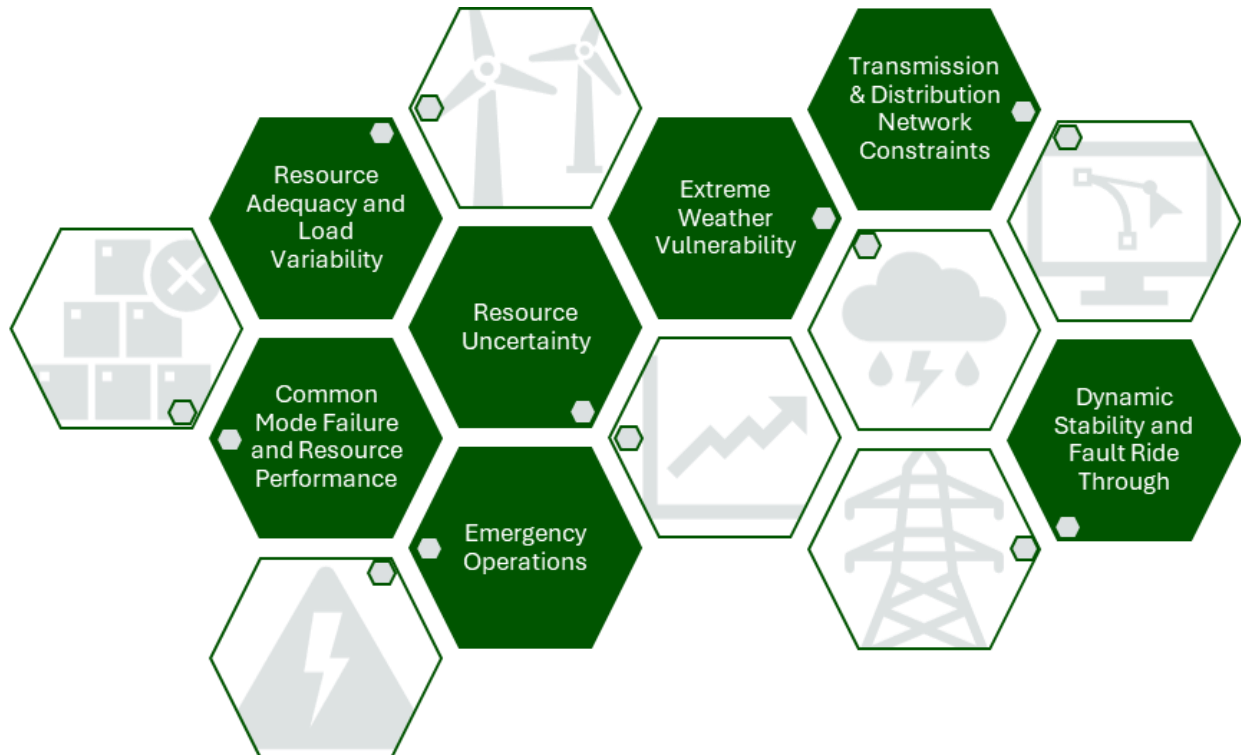 Resource
Adequacy and
Load
Variability
Common
Mode Failure
and Resource
Performance
Resource
Uncertainty
Emergency
Operations
Extreme
Weather
Vulnerability
Transmission
& Distribution
Network
Constraints
Dynamic
Stability and
Fault Ride
Through